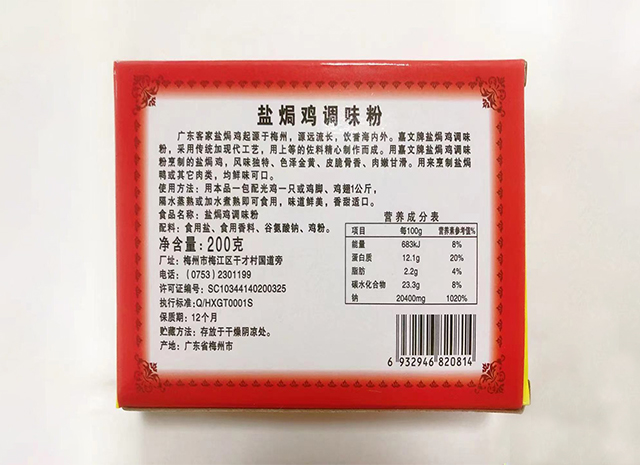 盐焗鸡调味粉
广东客家盐焗鸡起源于梅州，源远流长，饮誉海内外。嘉文牌盐焗鸡调味
粉，采用传统加现代工艺，用上等的佐料精心制作而成。用嘉文牌盐焗鸡调味
粉烹制的盐焗鸡，风味独特、色泽金黄、皮脆骨香、肉嫩甘滑。用来烹制盐焗
鸭或其它肉类，均鲜味可口。
使用方法：用本品一包配光鸡一只或鸡脚、鸡翅1公斤，
隔水蒸熟或加水煮熟即可食用，味道鲜美，香甜适口。
食品名称：盐焗鸡调味粉
配料：食用盐、食用香料、谷氨酸钠、鸡粉。
净含量：200克
厂址：梅州市梅江区干才村国道旁
电话：（0753）2301199
许可证编号：SC10344140200325
执行标准：Q/HXGT0001S
保质期：12个月
贮藏方法：存放于干燥阴凉处。
产地：广东省梅州市
营养成分表
项目 每100g 营养素参考值%
能量 683kJ 8%
蛋白质 12.1g 20%
脂肪 2.2g 4%
碳水化合物 23.3g 8%
钠 20400mg 1020%
6 932946 820814